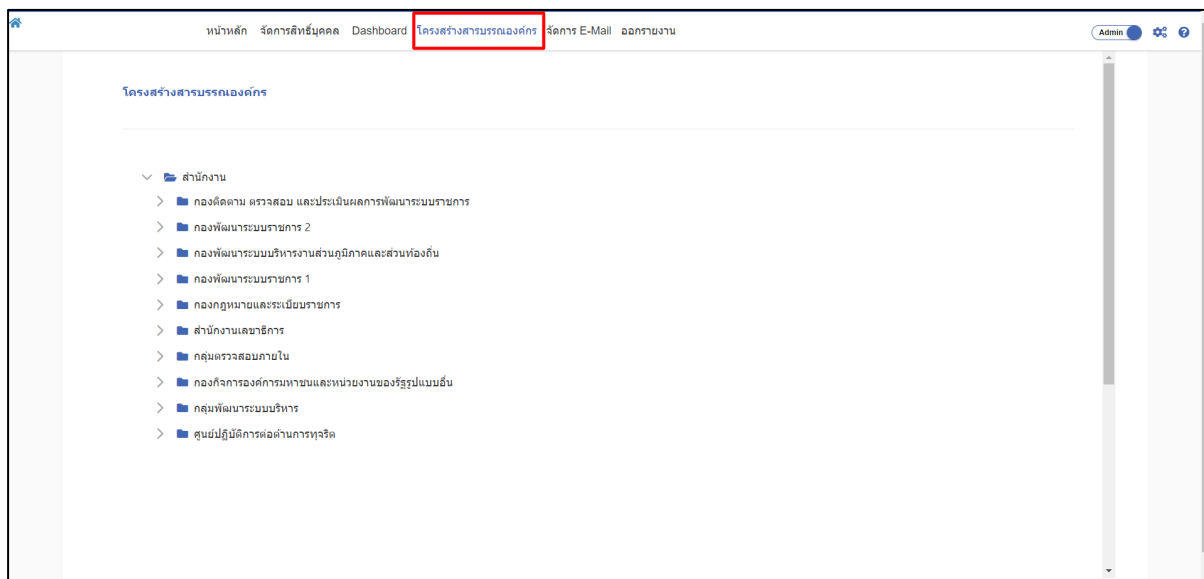 หน้าหลัก จัดการสิทธิ์บุคคล Dashboard โครงสร้างสารบรรณองค์กร จัดการ E-Mail ออกรายงาน Admin
โครงสร้างสารบรรณองค์กร
สำนักงาน
กองติดตาม ตรวจสอบ และประเมินผลการพัฒนาระบบราชการ
กองพัฒนาระบบราชการ 2
กองพัฒนาระบบบริหารงานส่วนภูมิภาคและส่วนท้องถิ่น
กองพัฒนาระบบราชการ 1
กองกฎหมายและระเบียบราชการ
สำนักงานเลขาธิการ
กลุ่มตรวจสอบภายใน
กองกิจการองค์การมหาชนและหน่วยงานของรัฐรูปแบบอื่น
กลุ่มพัฒนาระบบบริหาร
ศูนย์ปฏิบัติการต่อต้านการทุจริต